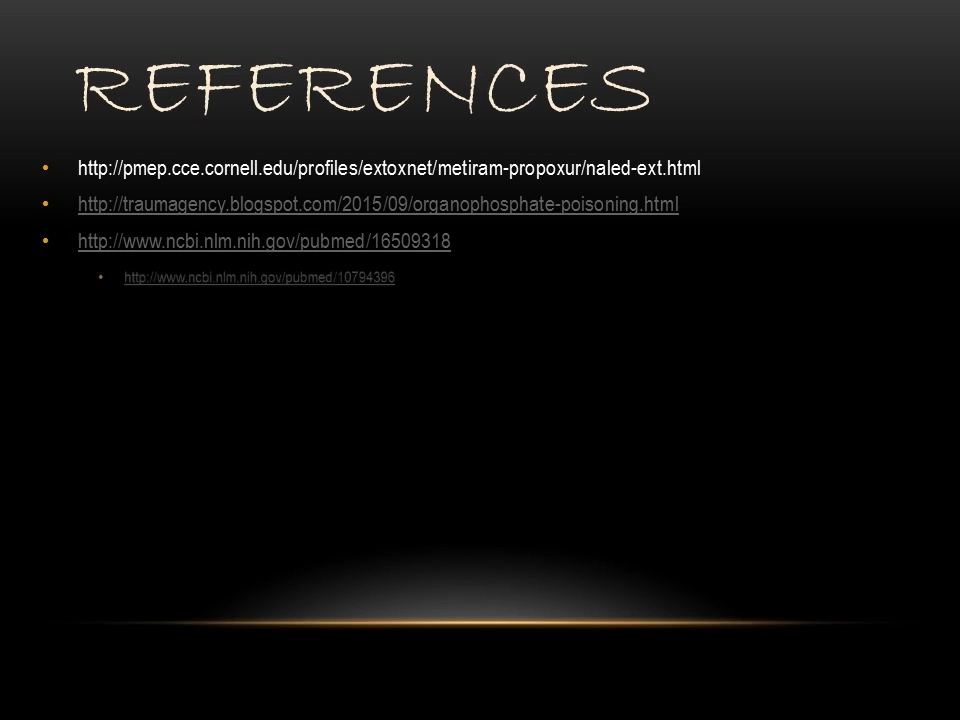 REFERENCES
• http://pmep.cce.cornell.edu/profiles/extoxnet/metiram-propoxur/naled-ext.html
• http://traumagency.blogspot.com/2015/09/organophosphate-poisoning.html
• http://www.ncbi.nlm.nih.gov/pubmed/16509318
• http://www.ncbi.nlm.nih.gov/pubmed/10794396